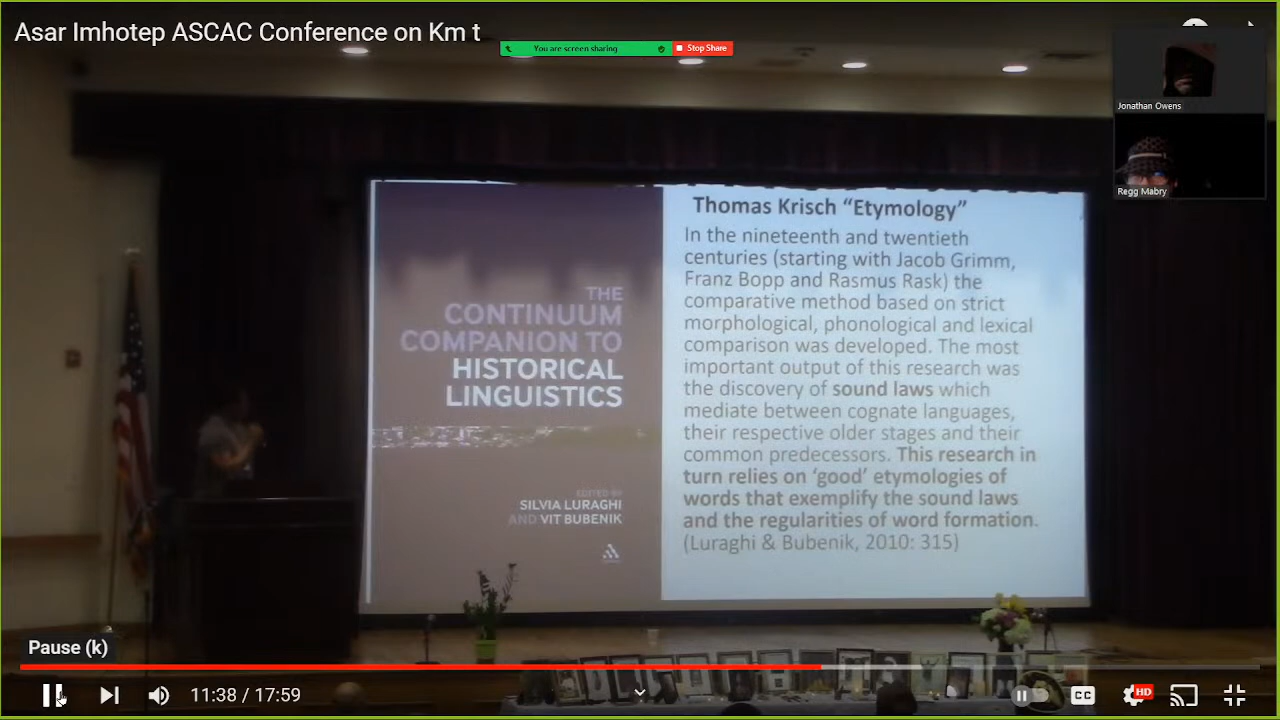 Asar Imhotep ASCAC Conference on Km t
You are screen sharing
Stop Share
Jonathan Owens
Regg Mabry
THE
CONTINUUM
COMPANION TO
HISTORICAL
LINGUISTICS
EDITED BY
SILVIA LURAGHI
AND VIT BUBENIK
Thomas Krisch “Etymology”
In the nineteenth and twentieth
centuries (starting with Jacob Grimm,
Franz Bopp and Rasmus Rask) the
comparative method based on strict
morphological, phonological and lexical
comparison was developed. The most
important output of this research was
the discovery of sound laws which
mediate between cognate languages,
their respective older stages and their
common predecessors. This research in
turn relies on ‘good’ etymologies of
words that exemplify the sound laws
and the regularities of word formation.
(Luraghi & Bubenik, 2010: 315)
Pause (k)
11:38 / 17:59
CC
HD